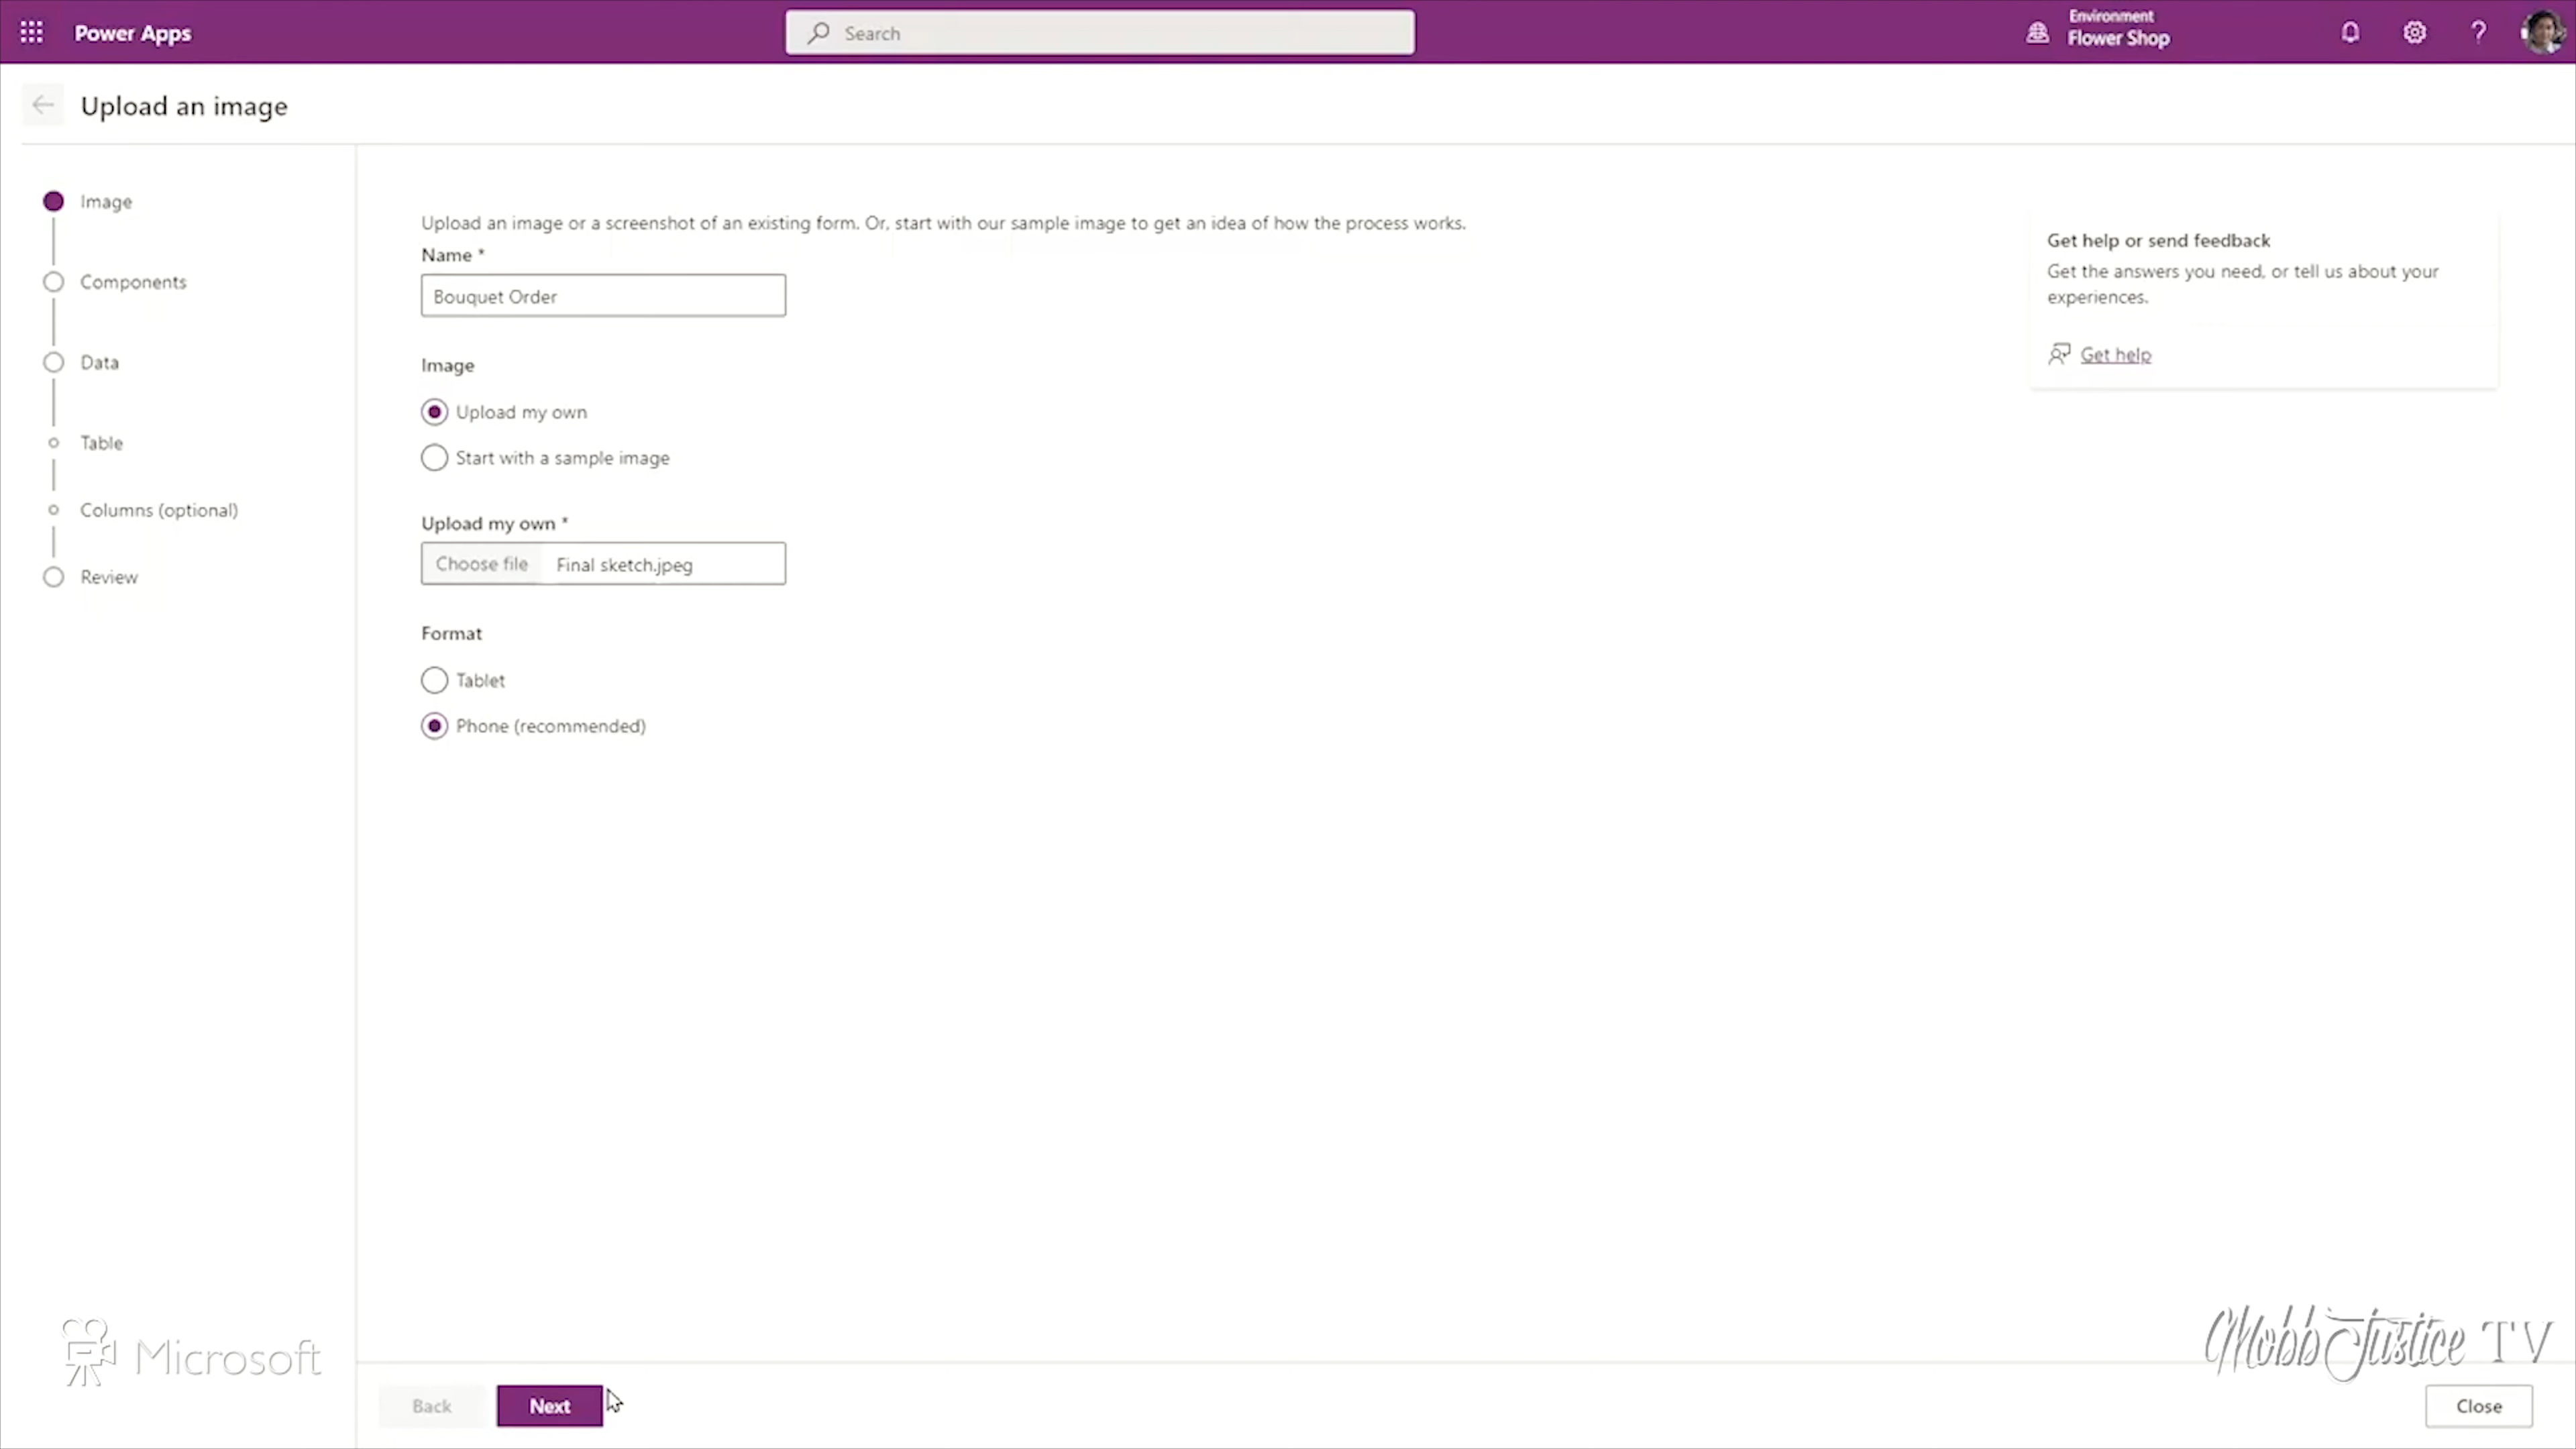 Power Apps
Search
Environment
Flower Shop
?
Upload an image
Image
Components
Data
Table
Columns (optional)
Review
Upload an image or a screenshot of an existing form. Or, start with our sample image to get an idea of how the process works.
Name *
Bouquet Order
Image
Upload my own
Start with a sample image
Upload my own *
Choose file Final sketch.jpeg
Format
Tablet
Phone (recommended)
Get help or send feedback
Get the answers you need, or tell us about your
experiences.
Get help
Microsoft
Mobb Justice TV
Back
Next
Close